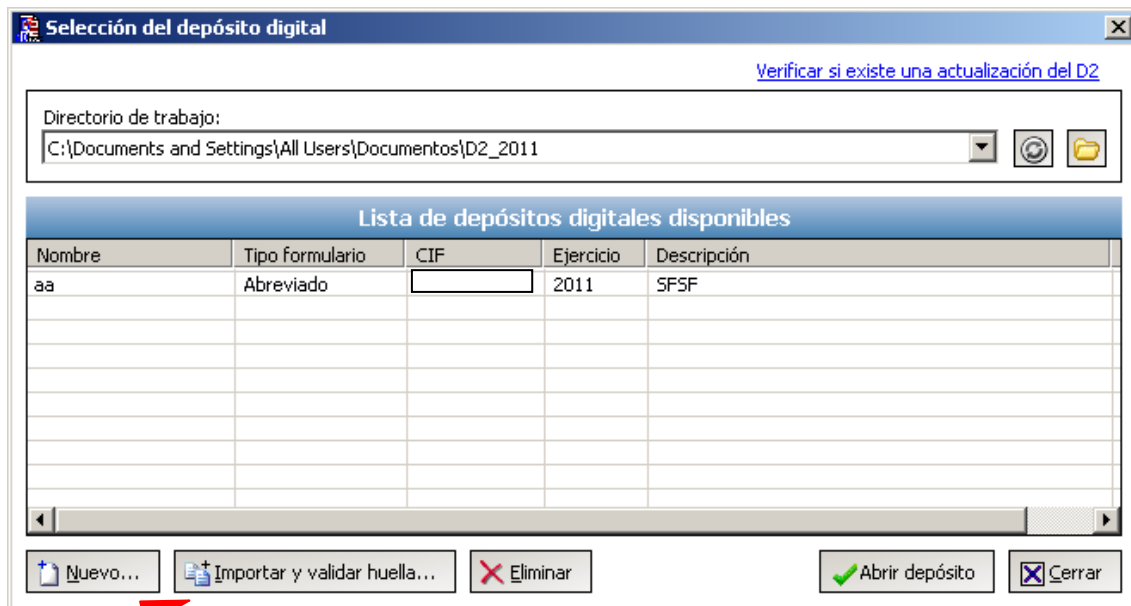 Selección del depósito digital
Verificar si existe una actualización del D2
Directorio de trabajo:
C:\Documents and Settings\All Users\Documentos\D2_2011
Lista de depósitos digitales disponibles
Nombre Tipo formulario CIF Ejercicio Descripción
aa Abreviado 2011 SFSF
Nuevo... Importar y validar huella... Eliminar Abrir depósito Cerrar